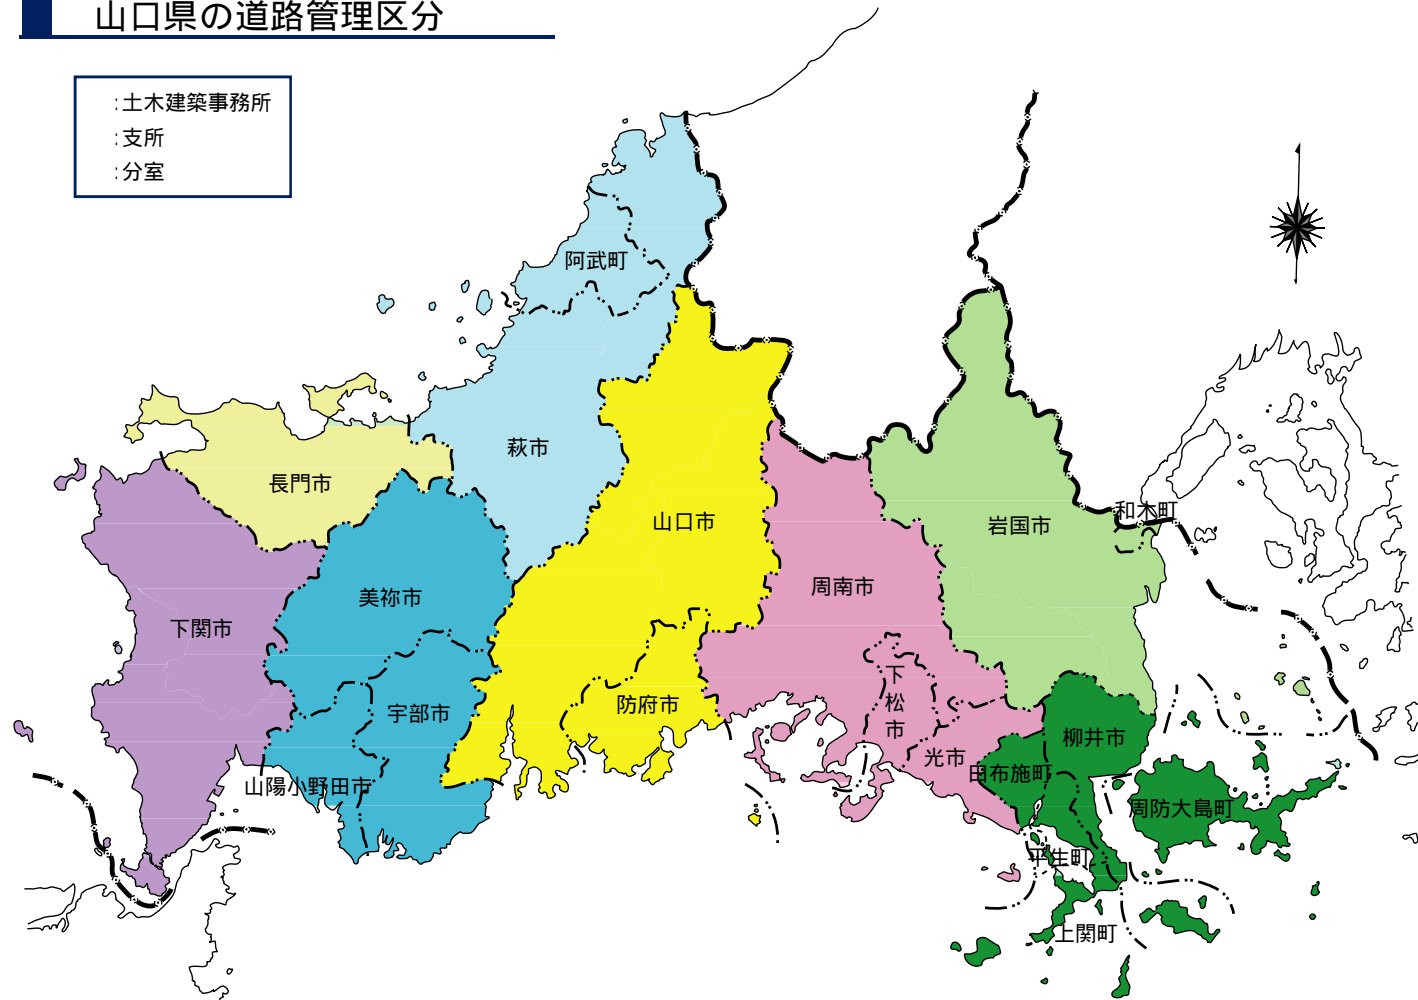 山口県の道路管理区分
:土木建築事務所
:支所
:分室
阿武町
萩市
長門市
山口市
和木町
岩国市
美祢市
周南市
下関市
下松市
防府市
宇部市
柳井市
光市
田布施町
山陽小野田市
周防大島町
平生町
上関町